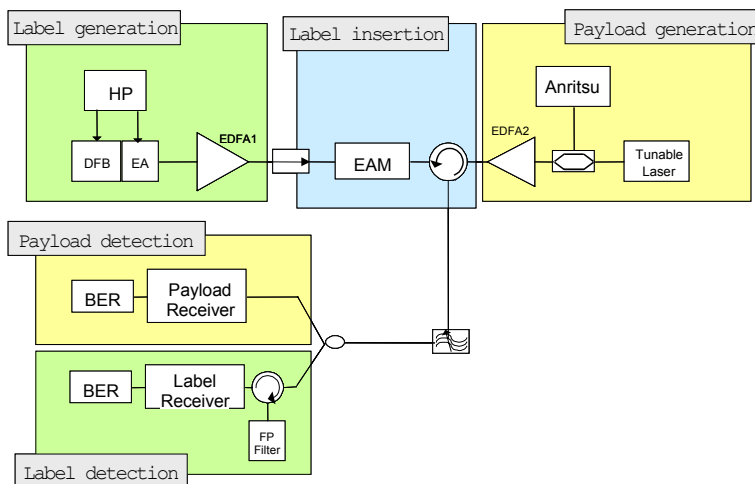 Label generation
Label insertion
Payload generation
HP
DFB
EA
EDFA1
EAM
EDFA2
Anritsu
Tunable
Laser
Payload detection
BER
Payload
Receiver
BER
Label
Receiver
FP
Filter
Label detection